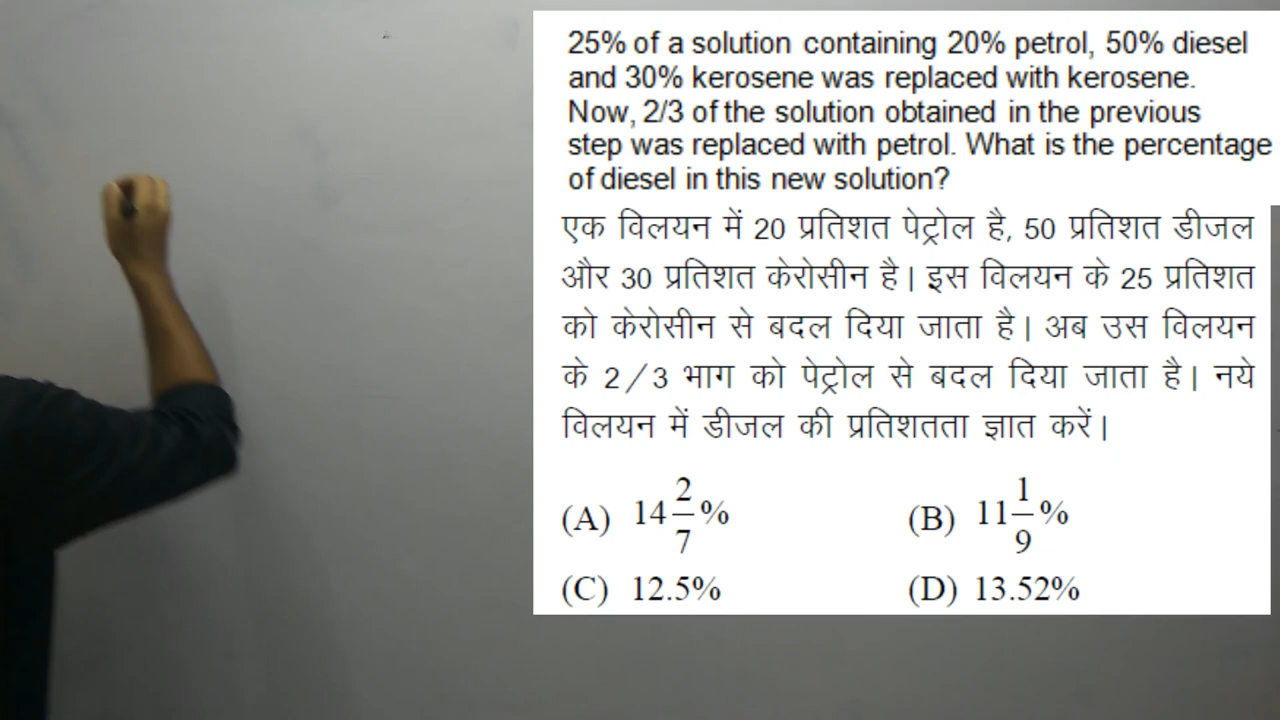 25% of a solution containing 20% petrol, 50% diesel
and 30% kerosene was replaced with kerosene.
Now, 2/3 of the solution obtained in the previous
step was replaced with petrol. What is the percentage
of diesel in this new solution?
एक विलयन में 20 प्रतिशत पेट्रोल है, 50 प्रतिशत डीजल
और 30 प्रतिशत केरोसीन है। इस विलयन के 25 प्रतिशत
को केरोसीन से बदल दिया जाता है। अब उस विलयन
के 2/3 भाग को पेट्रोल से बदल दिया जाता है। नये
विलयन में डीजल की प्रतिशतता ज्ञात करें।
(A) 14 2/7 % (B) 11 1/9 %
(C) 12.5% (D) 13.52%